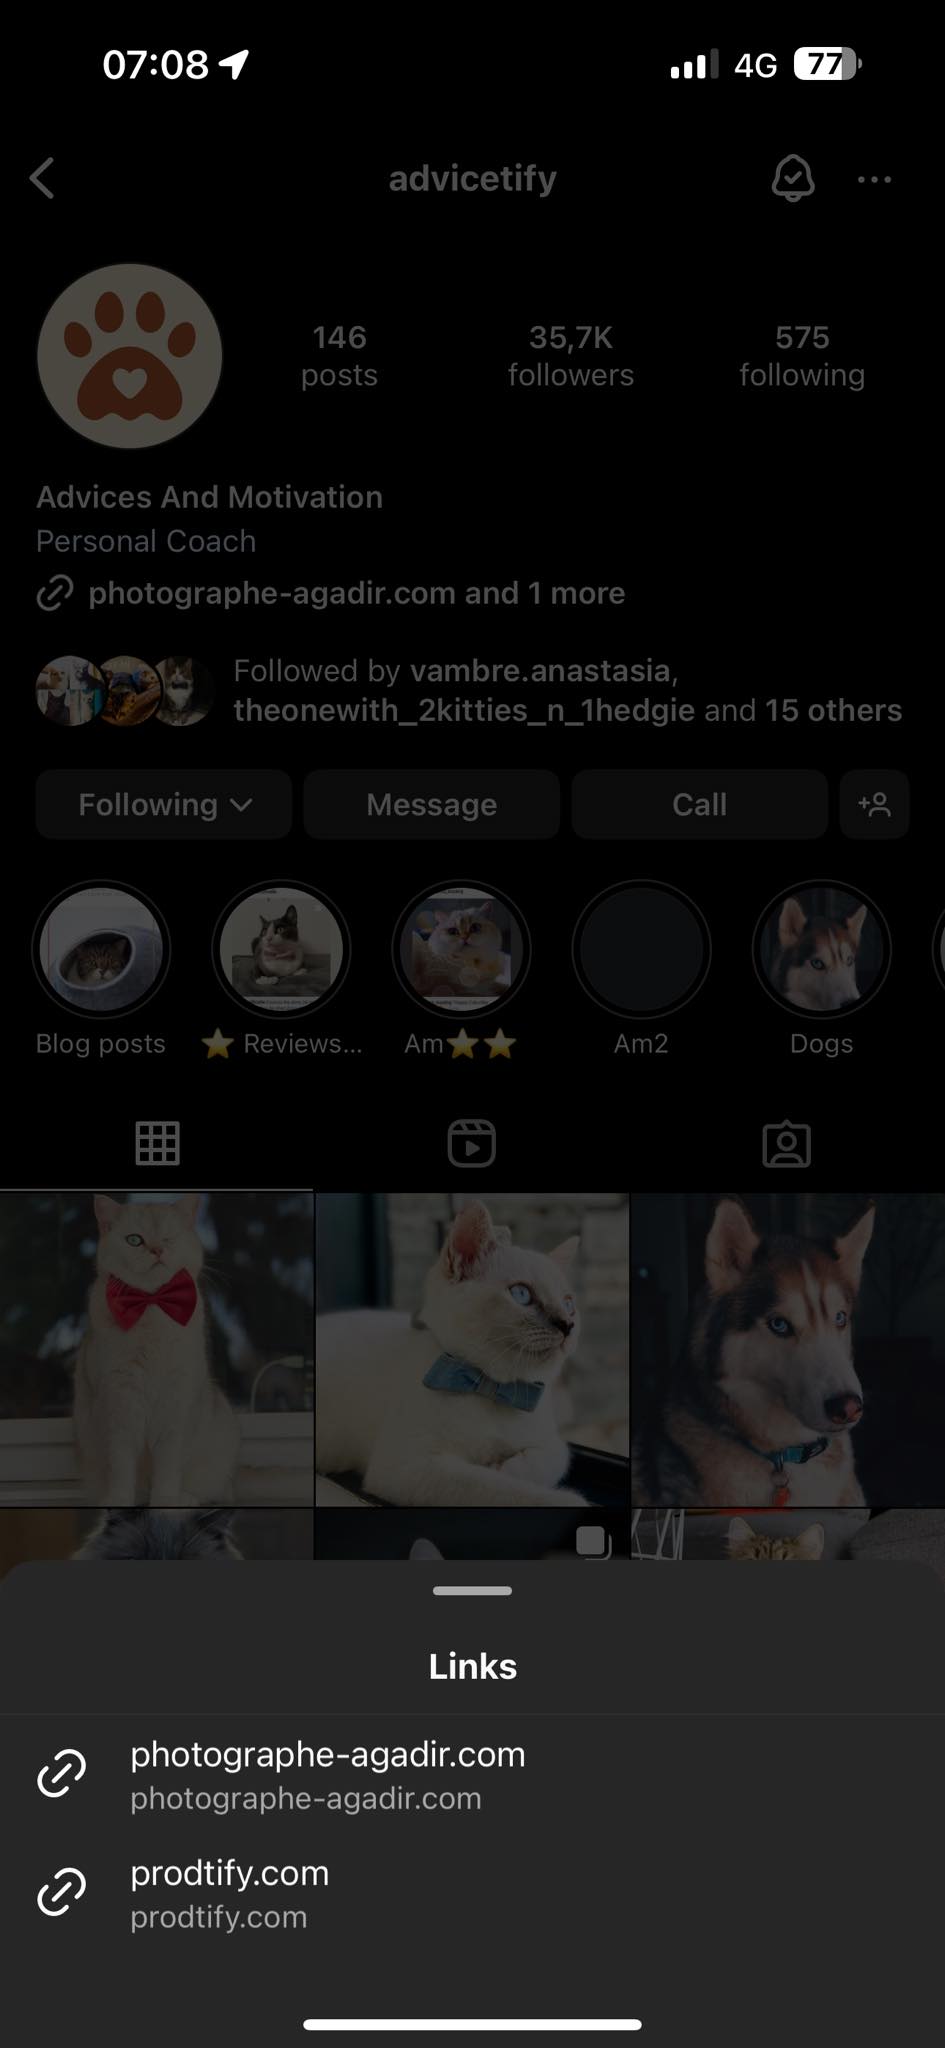 07:08 4G 77
advicetify
146 35,7K 575
posts followers following
Advices And Motivation
Personal Coach
photographe-agadir.com and 1 more
Followed by vambre.anastasia,
theonewith_2kitties_n_1hedgie and 15 others
Following Message Call
Blog posts ⭐ Reviews... Am⭐⭐ Am2 Dogs
Links
photographe-agadir.com
photographe-agadir.com
prodtify.com
prodtify.com